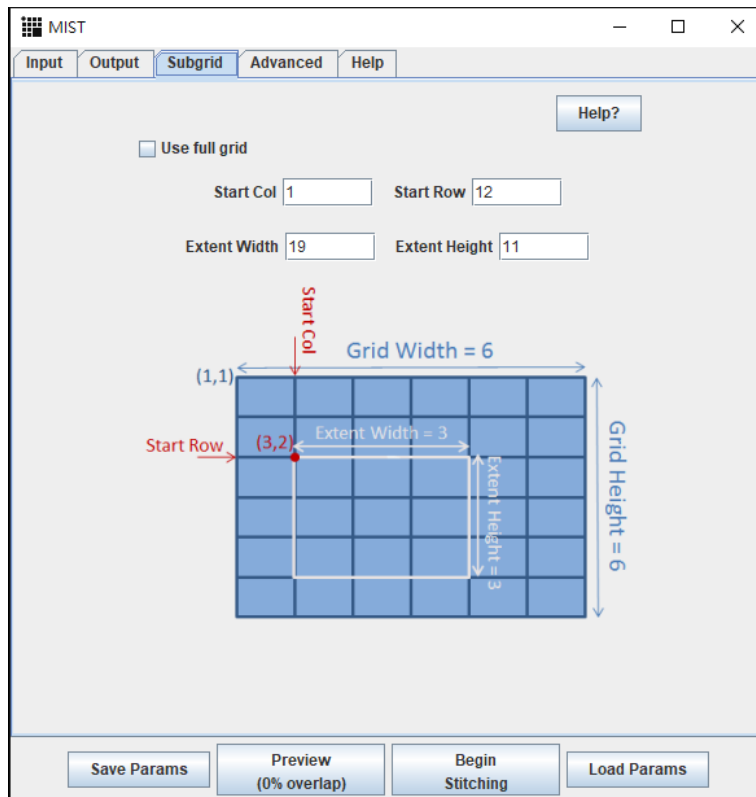 MIST
Input Output Subgrid Advanced Help
Help?
Use full grid
Start Col 1 Start Row 12
Extent Width 19 Extent Height 11
Start Col
Grid Width = 6
(1,1)
Extent Width = 3
Start Row (3,2)
Extent Height = 3
Grid Height = 6
Save Params
Preview
(0% overlap)
Begin
Stitching
Load Params